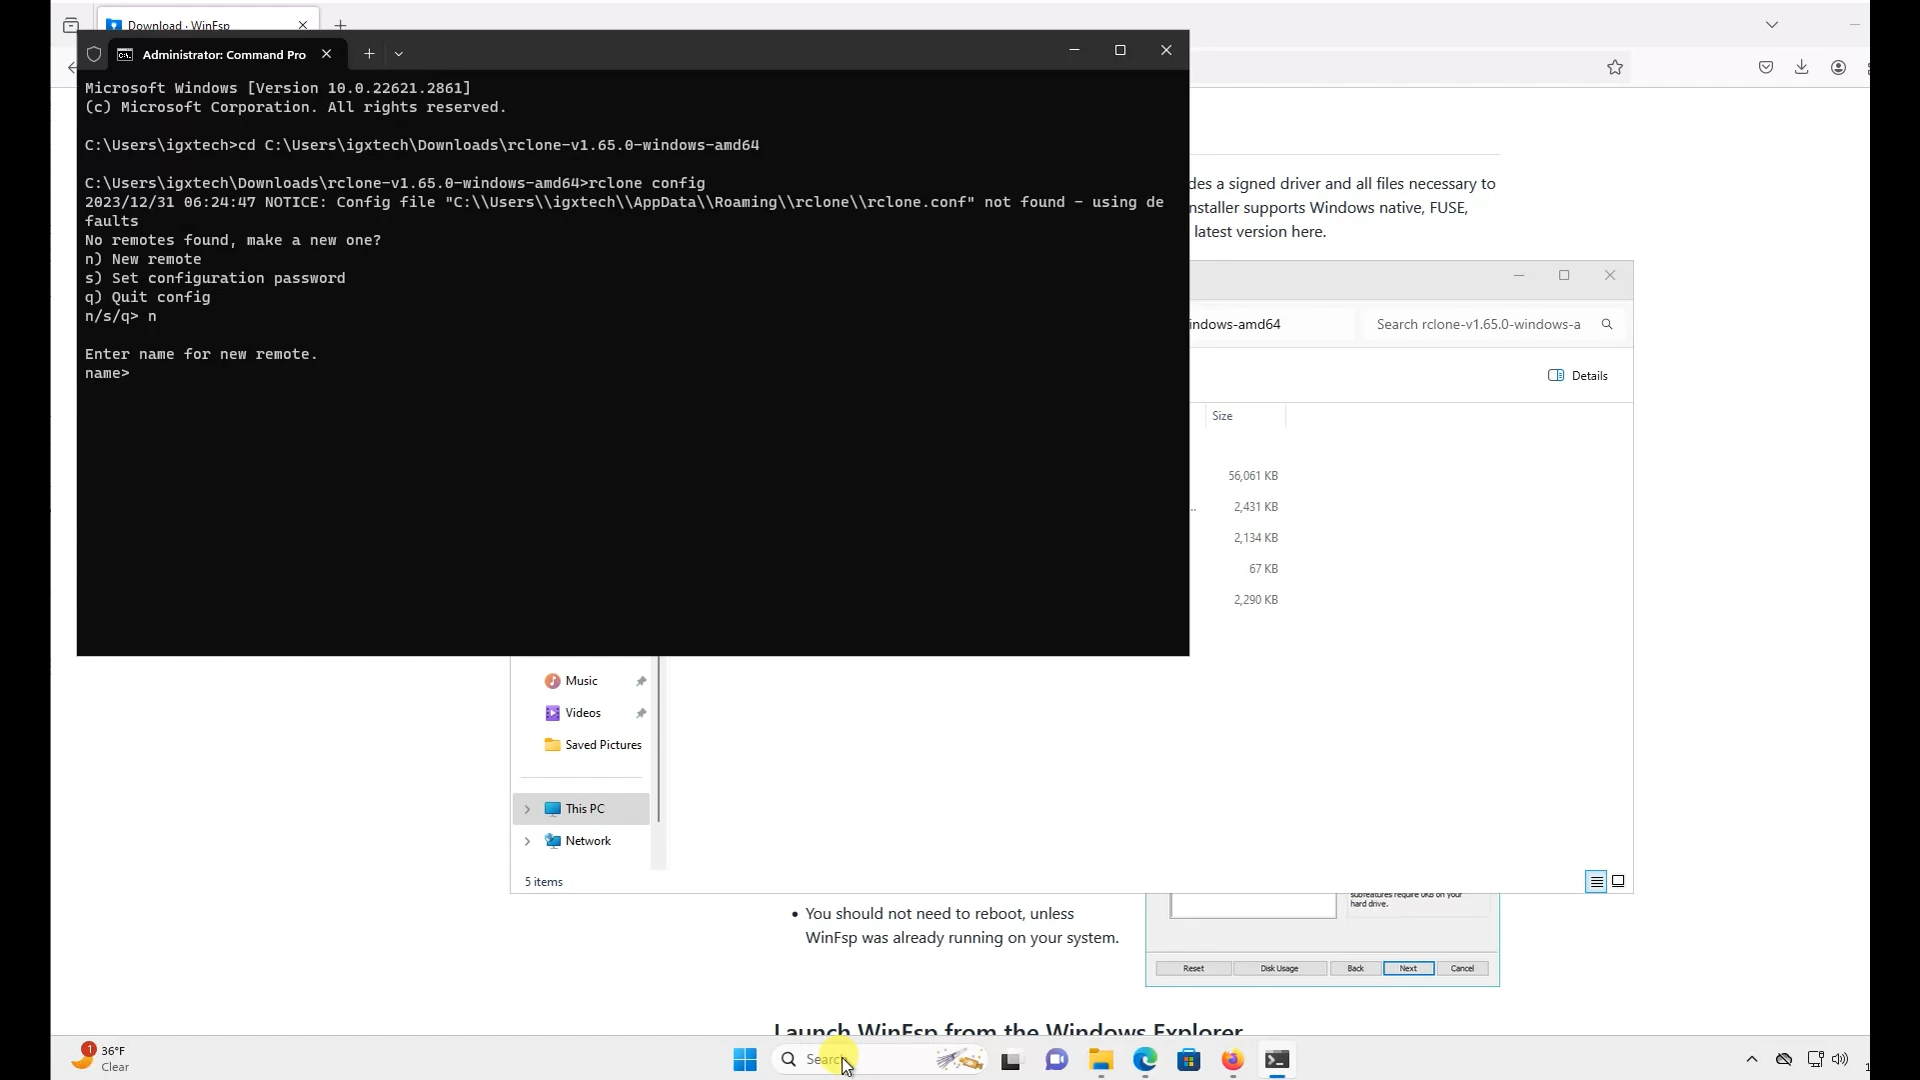 Download · WinFsp
Administrator: Command Pro
Microsoft Windows [Version 10.0.22621.2861]
(c) Microsoft Corporation. All rights reserved.
C:\Users\igxtech>cd C:\Users\igxtech\Downloads\rclone-v1.65.0-windows-amd64
C:\Users\igxtech\Downloads\rclone-v1.65.0-windows-amd64>rclone config
2023/12/31 06:24:47 NOTICE: Config file "C:\\Users\\igxtech\\AppData\\Roaming\\rclone\\rclone.conf" not found - using de
faults
No remotes found, make a new one?
n) New remote
s) Set configuration password
q) Quit config
n/s/q> n
Enter name for new remote.
name>
des a signed driver and all files necessary to
nstaller supports Windows native, FUSE,
latest version here.
indows-amd64
Search rclone-v1.65.0-windows-a
Details
Size
56,061 KB
2,431 KB
2,134 KB
67 KB
2,290 KB
Music
Videos
Saved Pictures
This PC
Network
5 items
hard drive.
• You should not need to reboot, unless
WinFsp was already running on your system.
Reset
Disk Usage
Back
Next
Cancel
Launch WinFsp from the Windows Explorer
1
36°F
Clear
Search